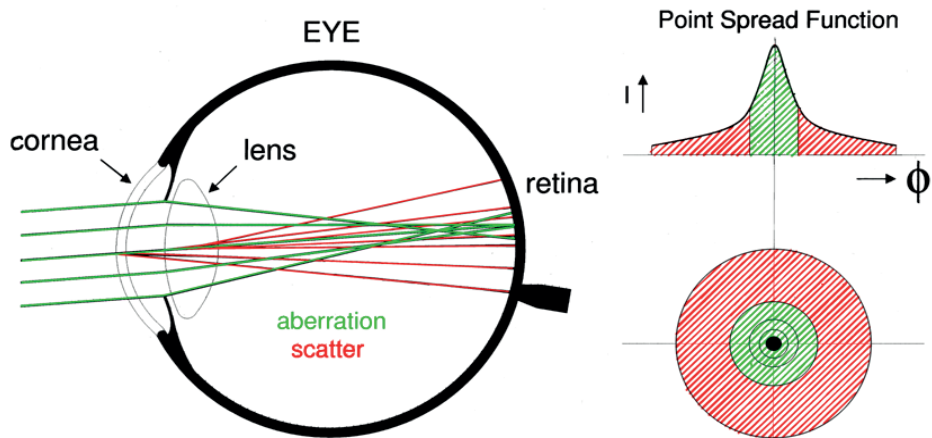 EYE
cornea
lens
retina
aberration
scatter
Point Spread Function
I
ϕ